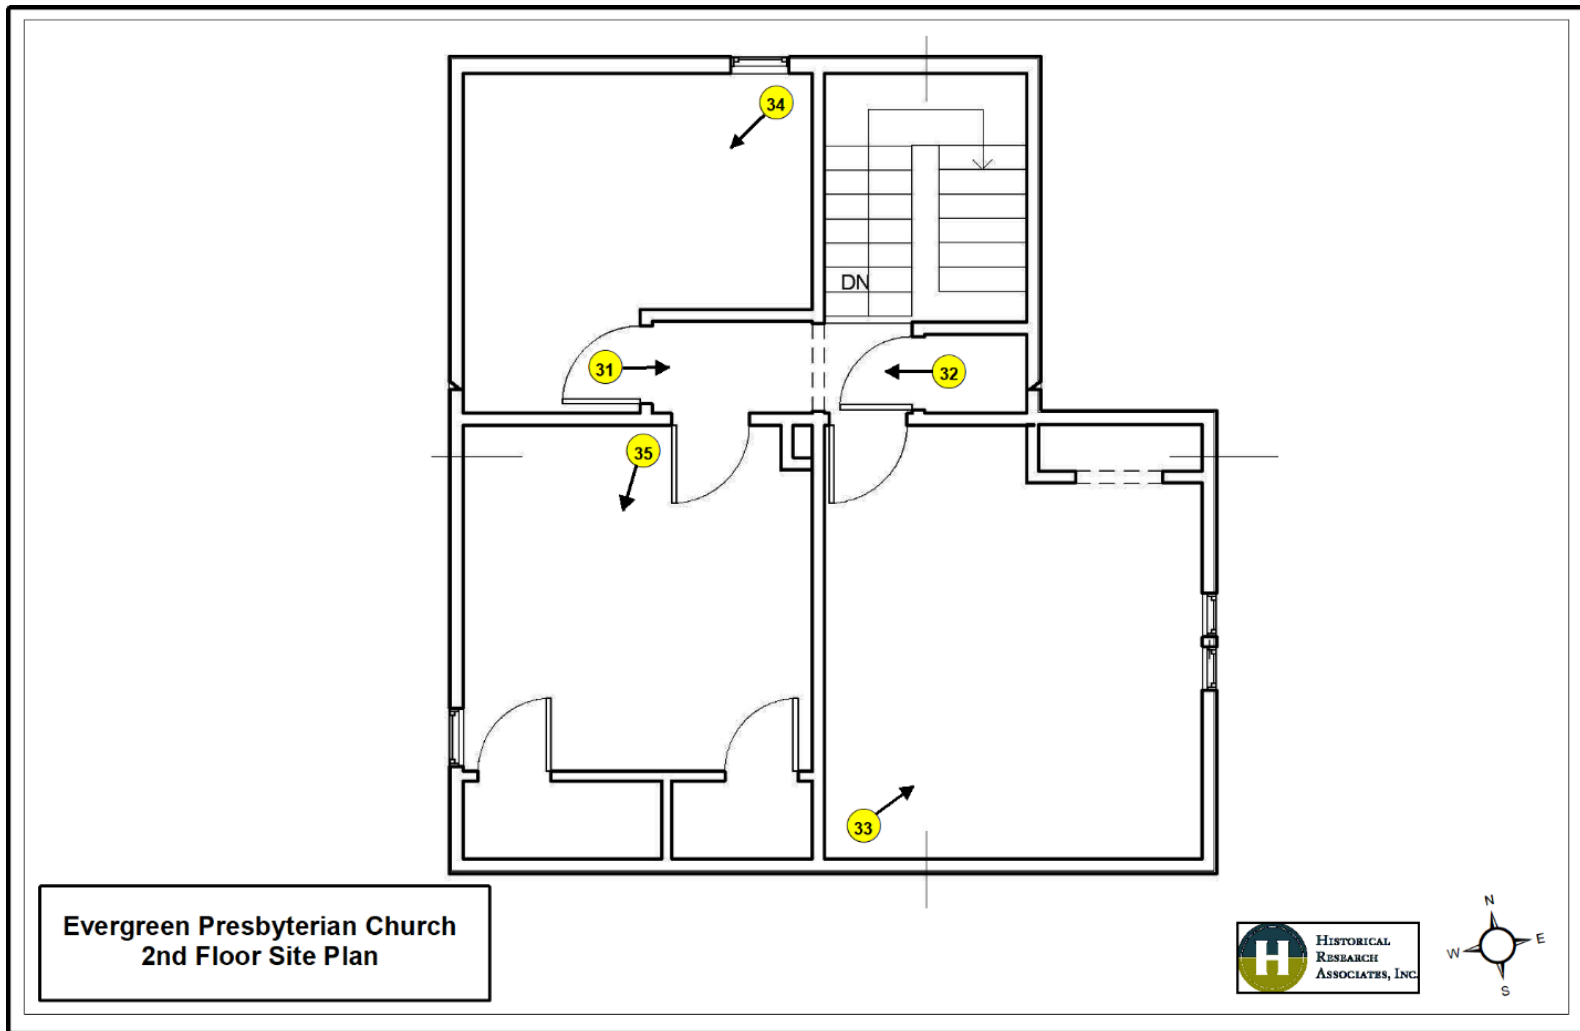 34
DN
31
32
35
33
Evergreen Presbyterian Church
2nd Floor Site Plan
H
HISTORICAL
RESEARCH
ASSOCIATES, INC.
N
W
E
S